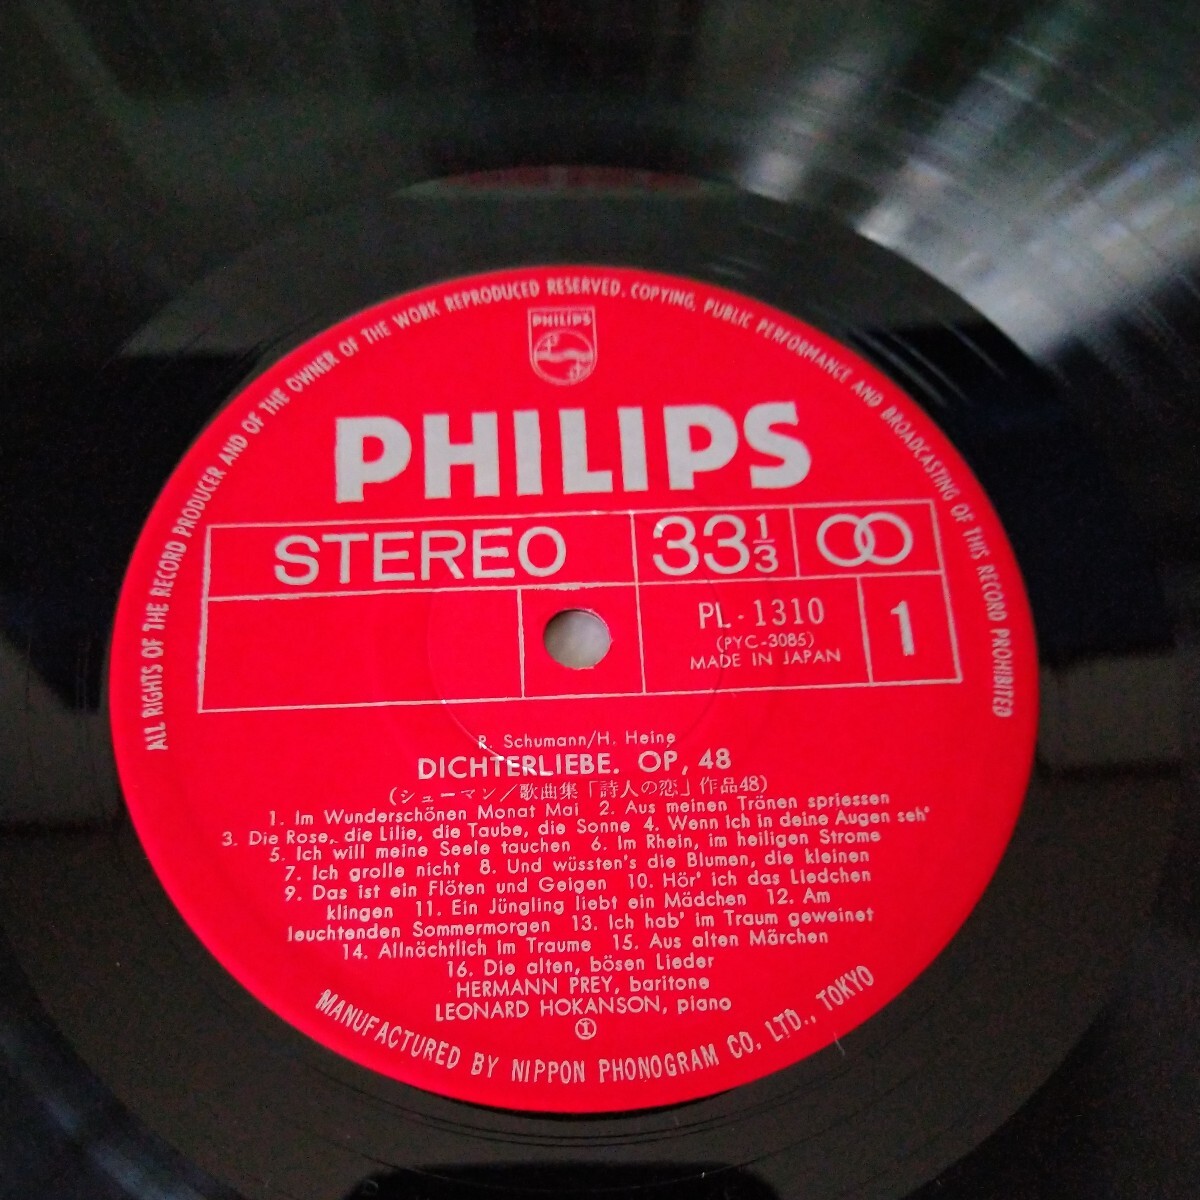 ALL RIGHTS OF THE RECORD PRODUCER AND OF THE OWNER OF THE WORK REPRODUCED RESERVED. COPYING, PUBLIC PERFORMANCE AND BROADCASTING OF THIS RECORD PROHIBITED
PHILIPS
PHILIPS
STEREO 33 1/3
PL-1310 1
(PYC-3085)
MADE IN JAPAN
R. Schumann/H. Heine
DICHTERLIEBE. OP, 48
(シューマン/歌曲集「詩人の恋」作品48)
1. Im Wunderschönen Monat Mai 2. Aus meinen Tränen spriessen
3. Die Rose, die Lilie, die Taube, die Sonne 4. Wenn ich in deine Augen seh'
5. Ich will meine Seele tauchen 6. Im Rhein, im heiligen Strome
7. Ich grolle nicht 8. Und wüssten's die Blumen, die kleinen
9. Das ist ein Flöten und Geigen 10. Hör' ich das Liedchen
klingen 11. Ein Jüngling liebt ein Mädchen 12. Am
leuchtenden Sommermorgen 13. Ich hab' im Traum geweinet
14. Allnächtlich im Traume 15. Aus alten Märchen
16. Die alten, bösen Lieder
HERMANN PREY, baritone
LEONARD HOKANSON, piano
I
MANUFACTURED BY NIPPON PHONOGRAM CO. LTD., TOKYO